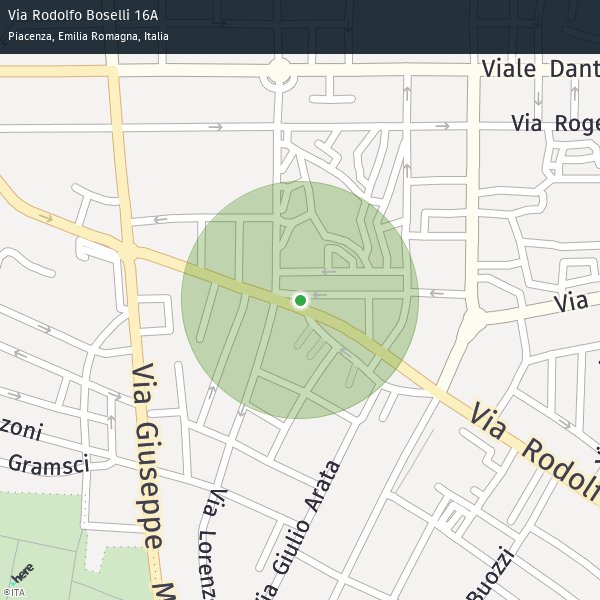 Via Rodolfo Boselli 16A
Piacenza, Emilia Romagna, Italia
Viale Dant
Via Roge
Via
Via Giuseppe M
zoni
Gramsci
Via Rodolf
Via Lorenz
ia Giulio Arata
Buozzi
here
©ITA